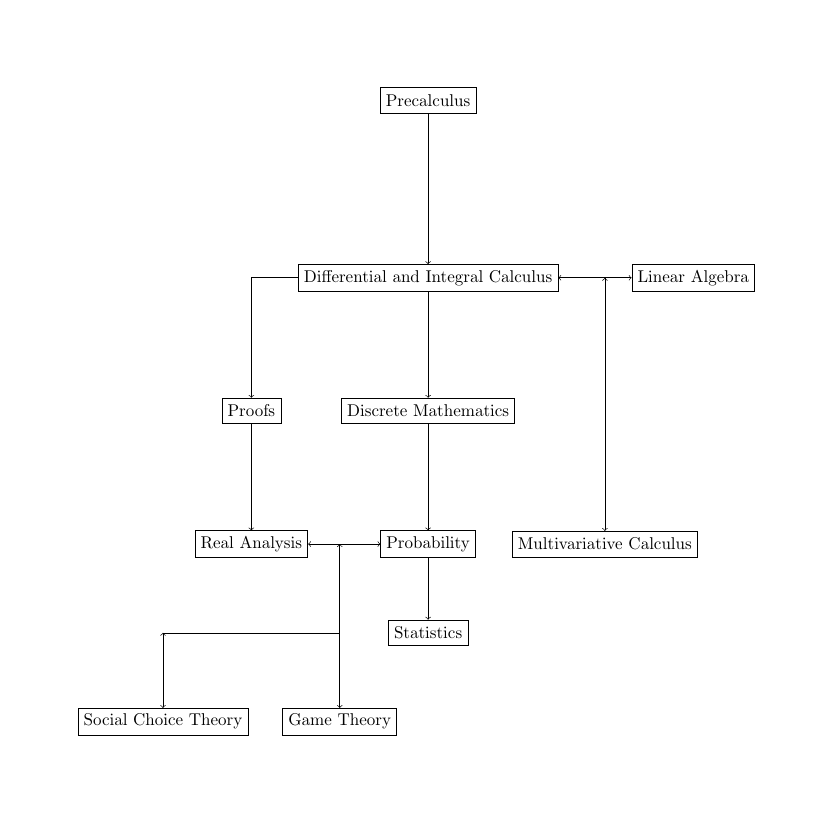 Precalculus
Differential and Integral Calculus
Linear Algebra
Proofs
Discrete Mathematics
Real Analysis
Probability
Multivariative Calculus
Statistics
Social Choice Theory
Game Theory